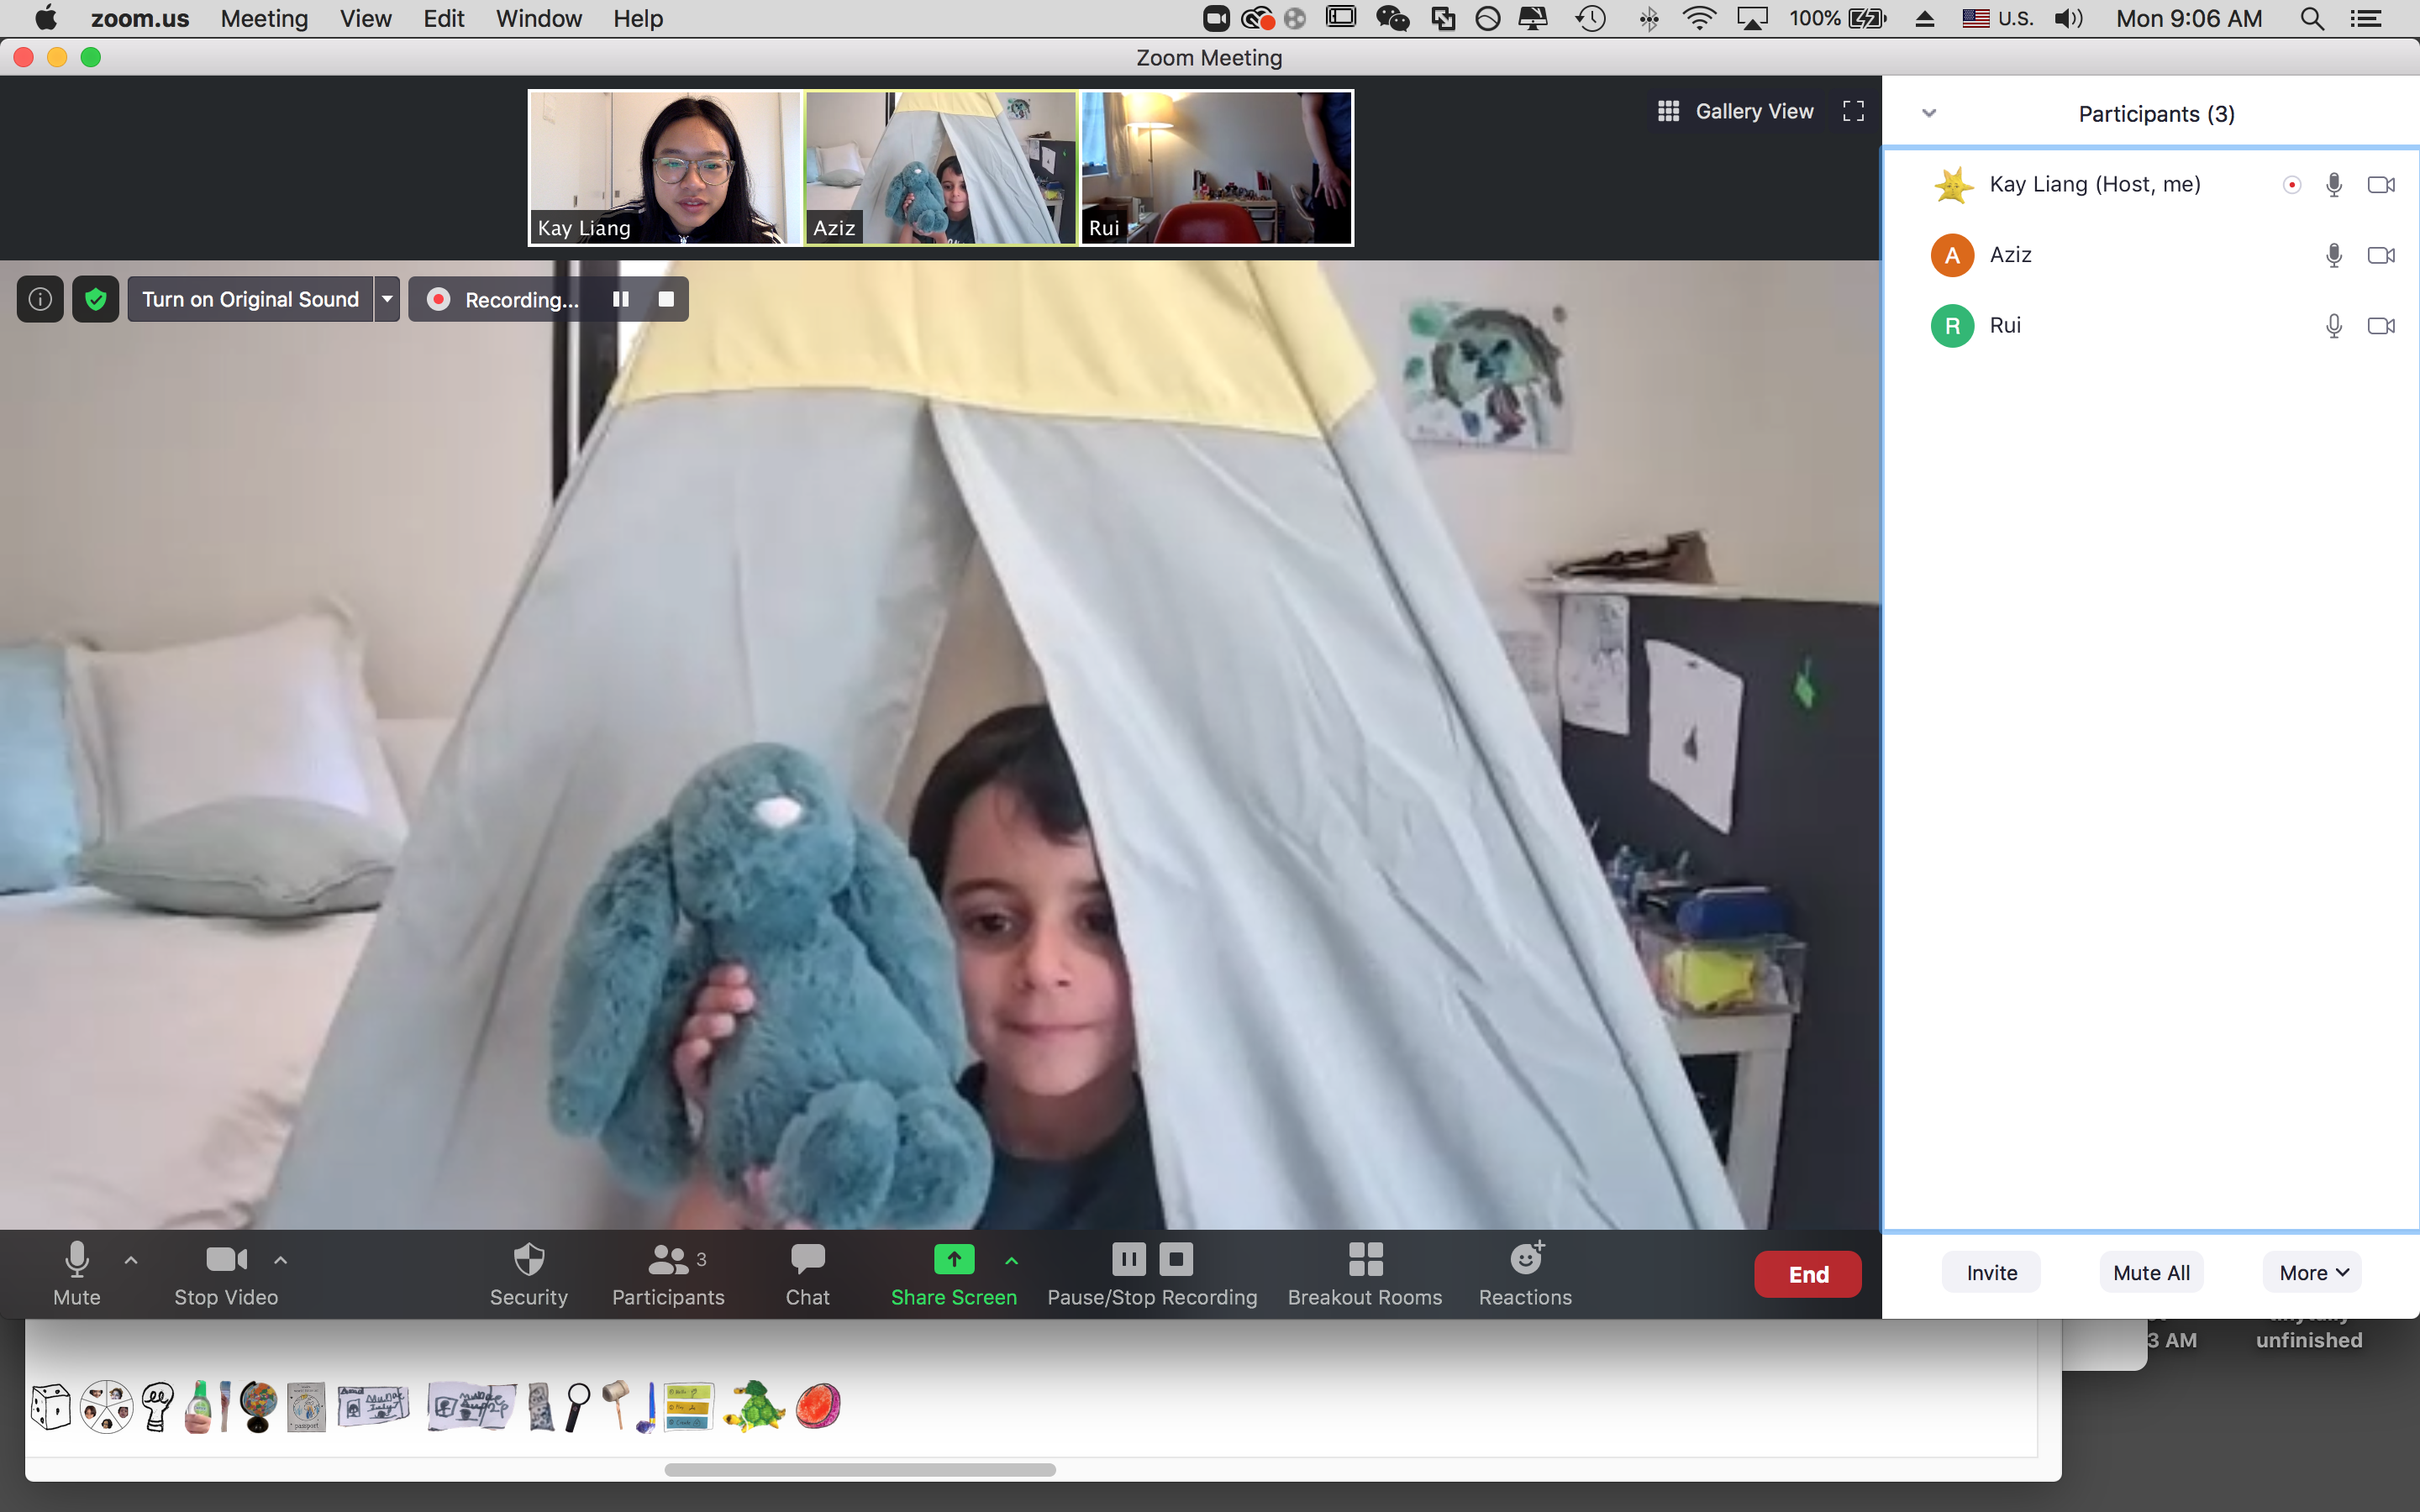 zoom.us Meeting View Edit Window Help 100% U.S. Mon 9:06 AM
Zoom Meeting
Kay Liang
Aziz
Rui
Gallery View
Turn on Original Sound
Recording...
Participants (3)
Kay Liang (Host, me)
A Aziz
R Rui
Mute
Stop Video
Security
Participants 3
Chat
Share Screen
Pause/Stop Recording
Breakout Rooms
Reactions
End
Invite
Mute All
More
3 AM
unfinished
passport